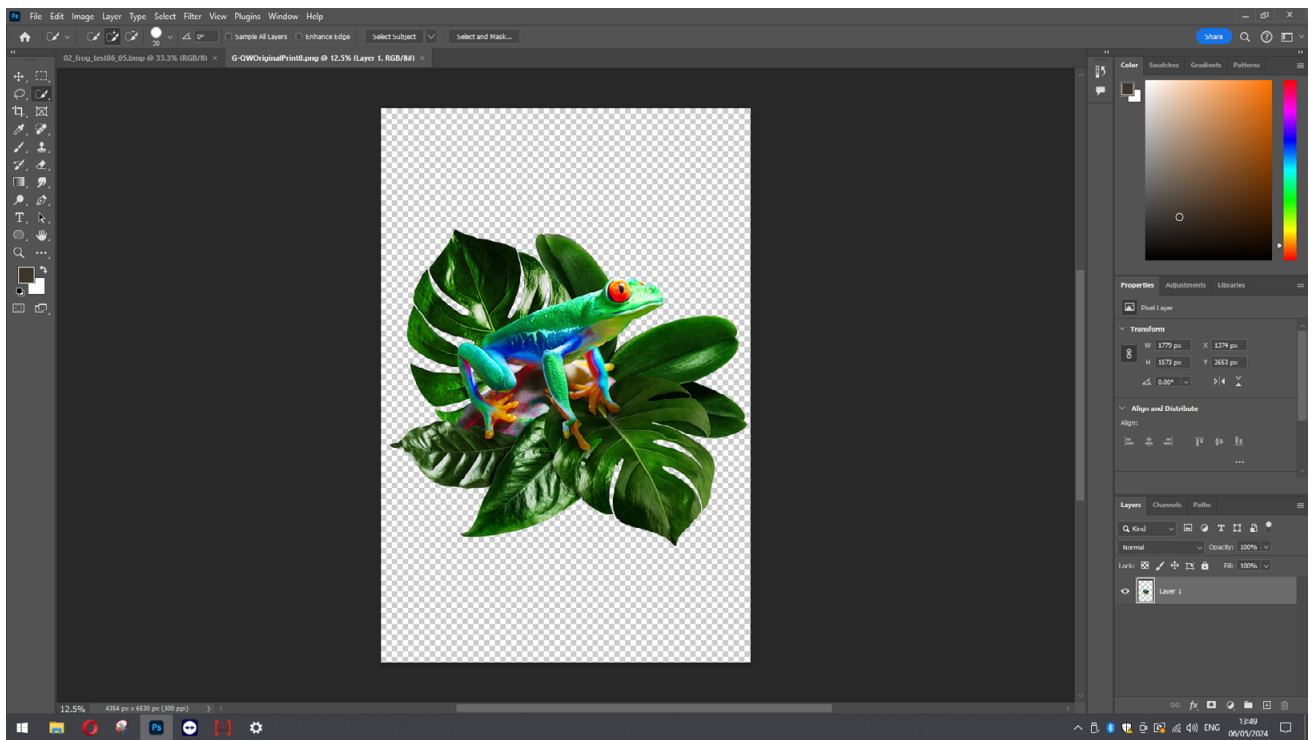 Ps File Edit Image Layer Type Select Filter View Plugins Window Help
30 0° Sample All Layers Enhance Edge Select Subject Select and Mask... Share
02_frog_test06_05.bmp @ 33.3% (RGB/8) × G-QWOriginalPrint0.png @ 12.5% (Layer 1, RGB/8#) ×
Color Swatches Gradients Patterns
Properties Adjustments Libraries
Pixel Layer
Transform
W 1779 px X 1374 px
H 1573 px Y 2653 px
0.00°
Align and Distribute
Align:
Layers Channels Paths
Kind
Normal Opacity: 100%
Lock: Fill: 100%
Layer 1
12.5% 4354 px x 6530 px (300 ppi)
Ps ENG 13:49
06/05/2024